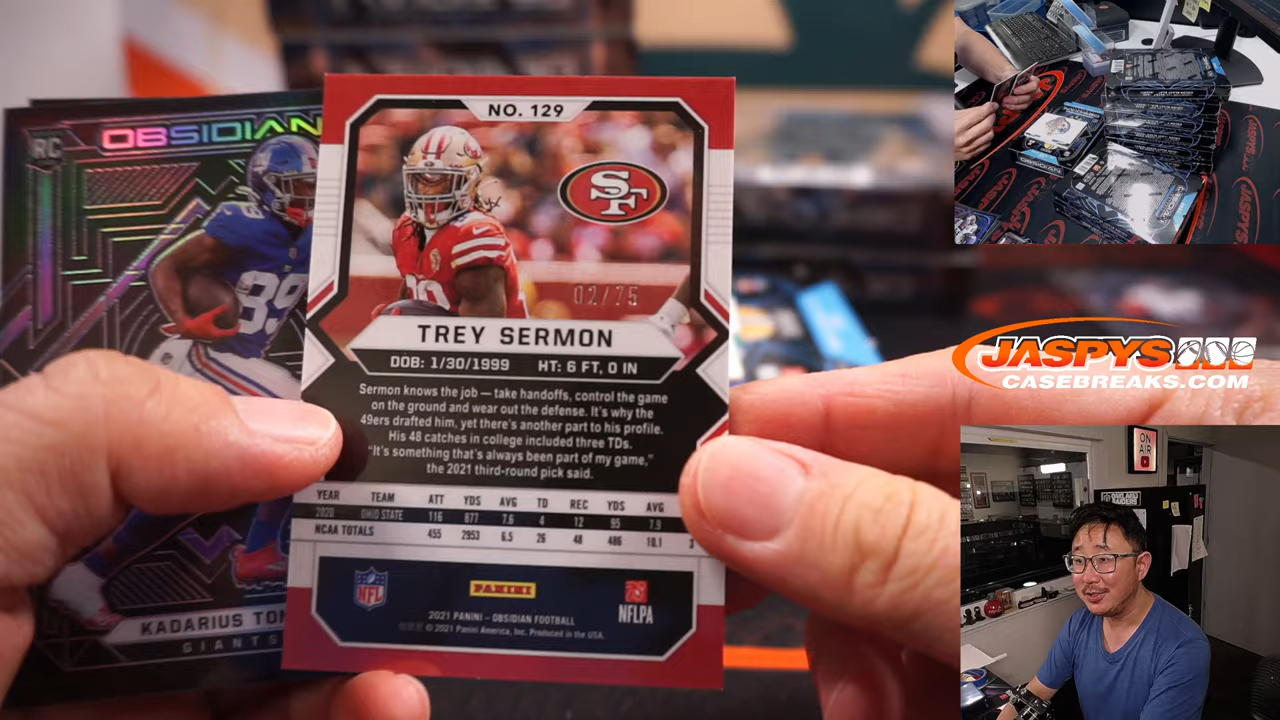 RC
OBSIDIAN
89
KADARIUS TON
GIANTS
NO. 129
SF
02/75
TREY SERMON
DOB: 1/30/1999 HT: 6 FT, 0 IN
Sermon knows the job — take handoffs, control the game
on the ground and wear out the defense. It's why the
49ers drafted him, yet there's another part to his profile.
His 48 catches in college included three TDs.
"It's something that's always been part of my game,"
the 2021 third-round pick said.
YEAR TEAM ATT YDS AVG TD REC YDS AVG
2020 OHIO STATE 116 877 7.6 4 12 95 7.9
NCAA TOTALS 455 2953 6.5 26 48 486 10.1 3
NFL
PANINI
NFLPA
2021 PANINI – OBSIDIAN FOOTBALL
© 2021 Panini America, Inc. Produced in the USA.
JASPYS
CASEBREAKS.COM
ON
AIR
OAKLAND
RAIDERS